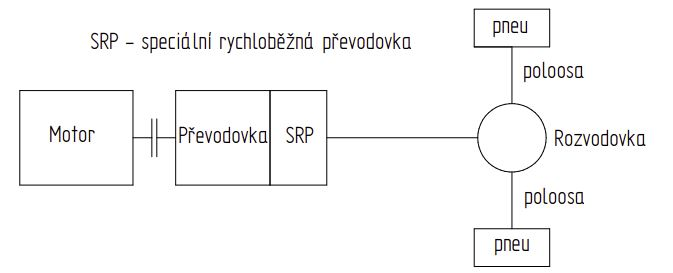 pneu
SRP - speciální rychloběžná převodovka
poloosa
Motor
Převodovka
SRP
Rozvodovka
poloosa
pneu